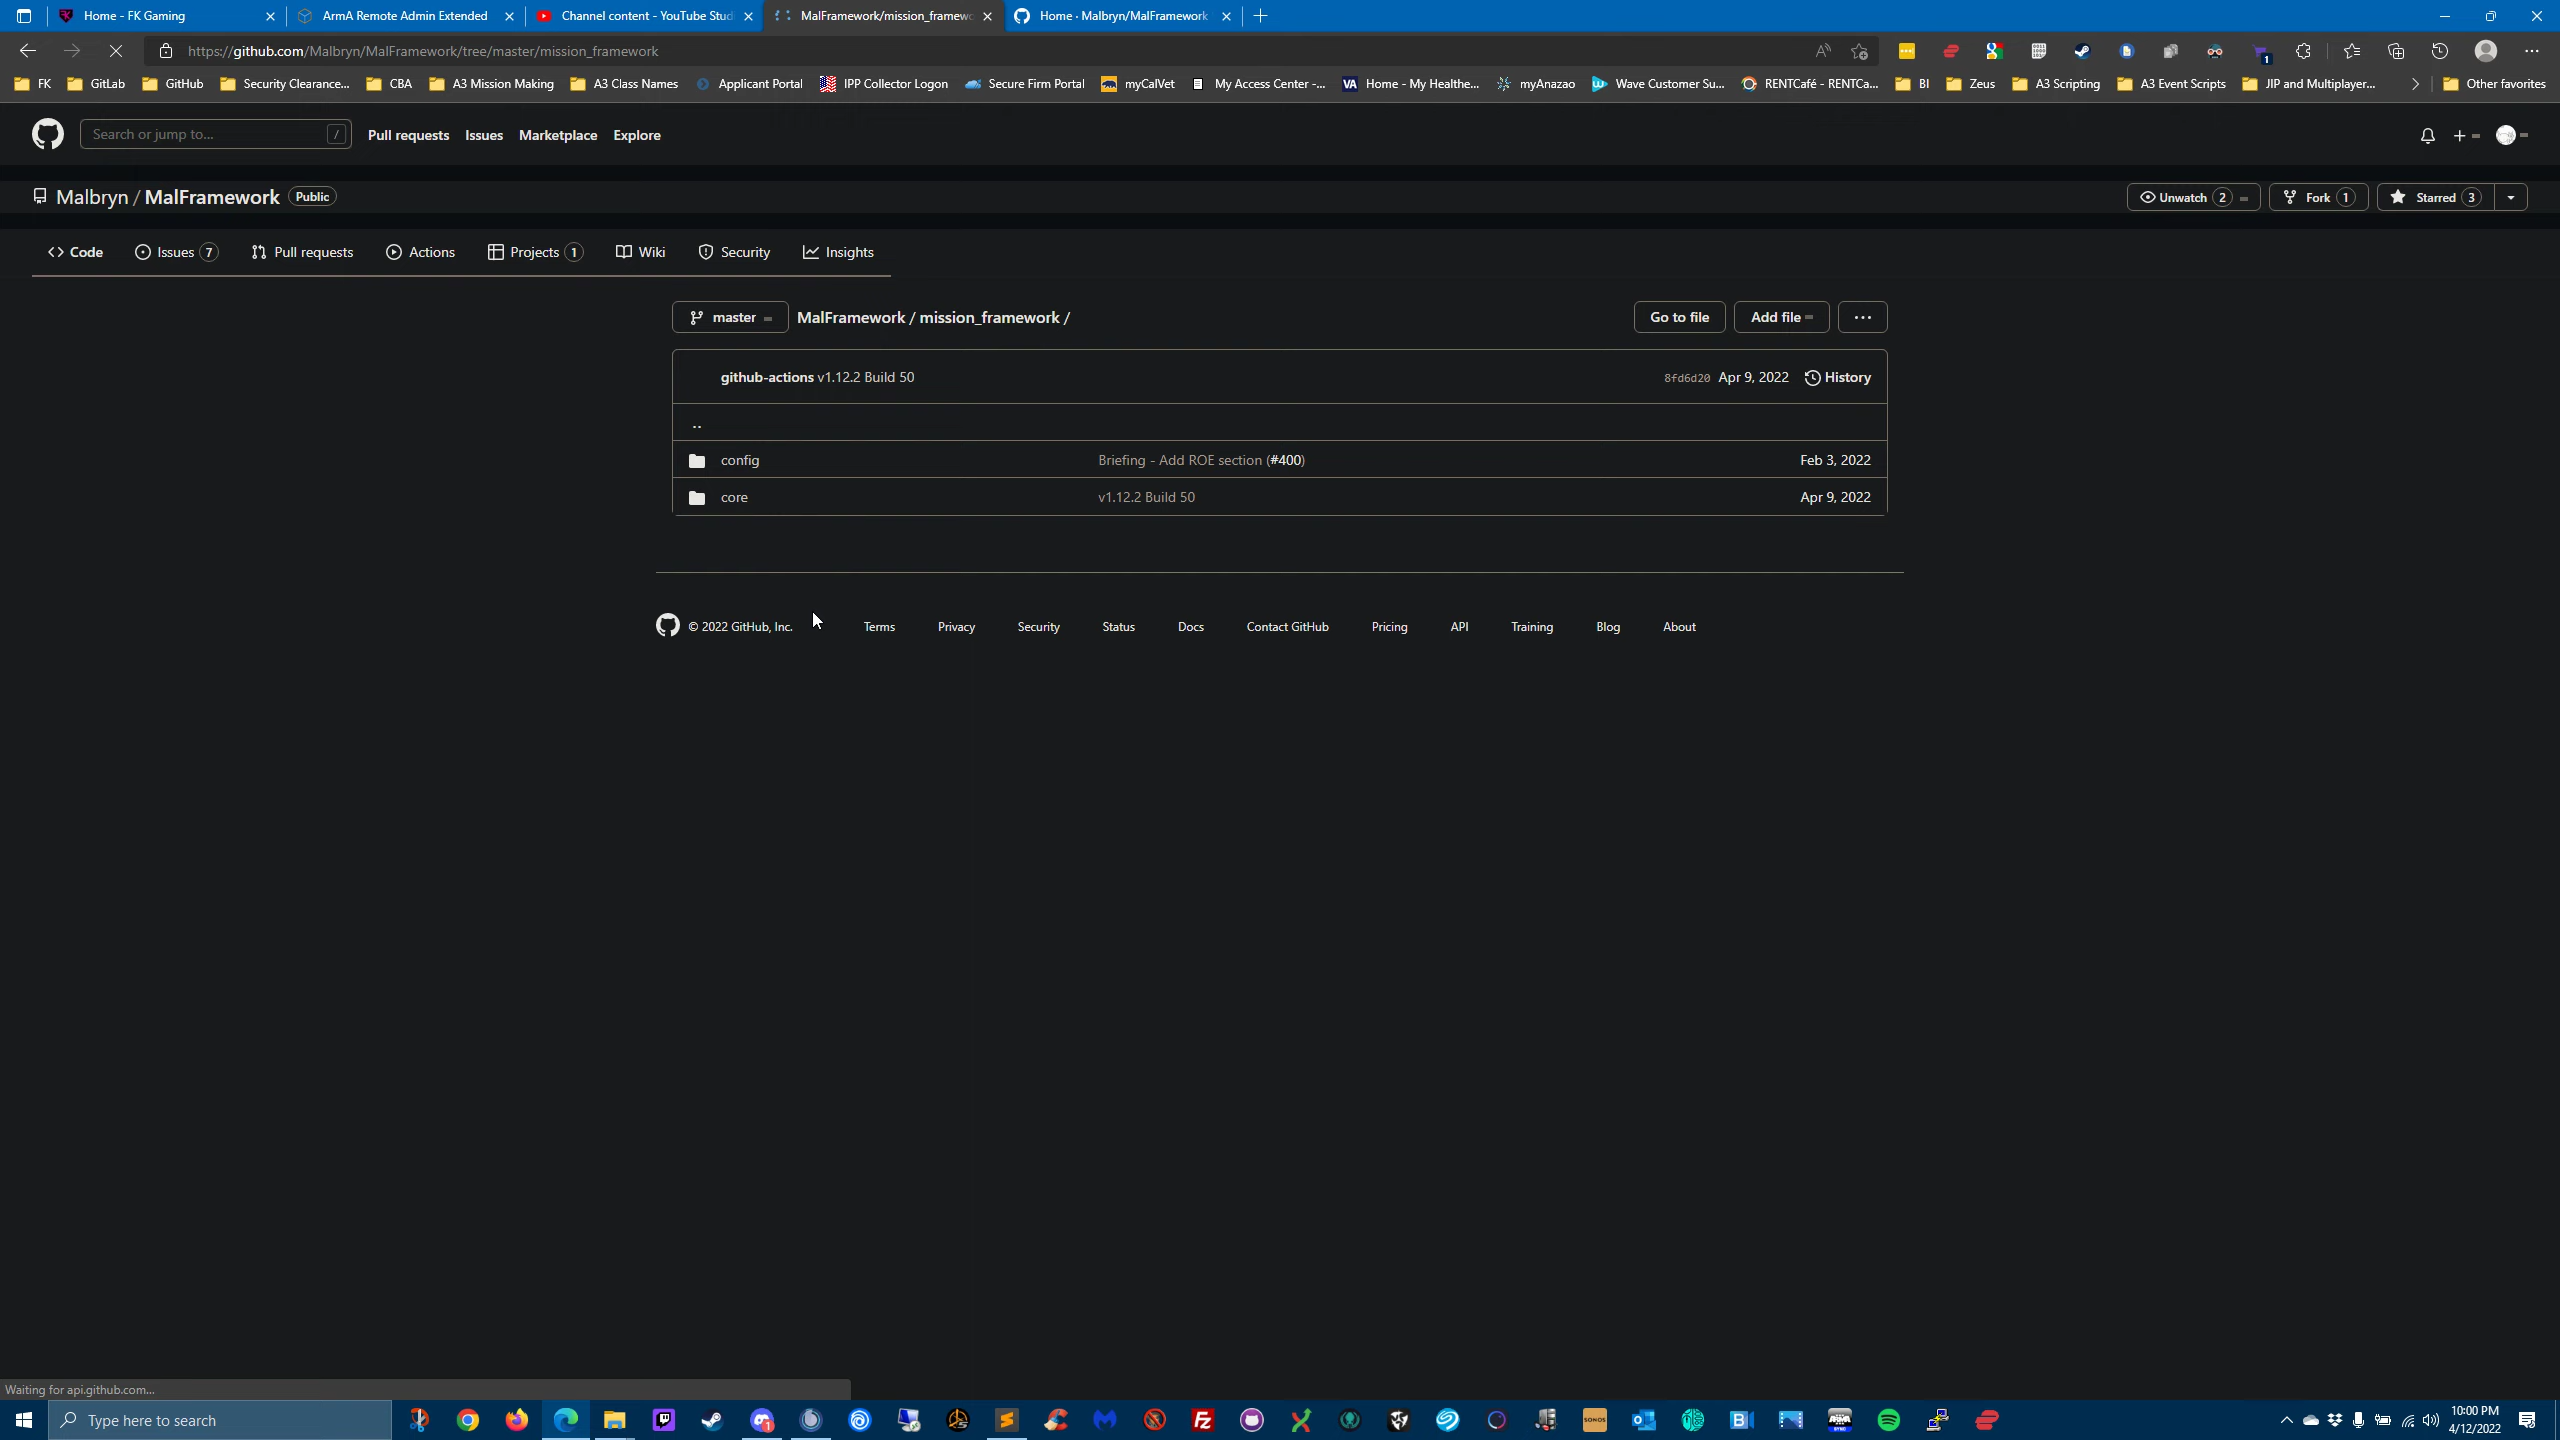 Home - FK Gaming
ArmA Remote Admin Extended
Channel content - YouTube Stud
MalFramework/mission_framewo
Home · Malbryn/MalFramework
https://github.com/Malbryn/MalFramework/tree/master/mission_framework
1
FK
GitLab
GitHub
Security Clearance...
CBA
A3 Mission Making
A3 Class Names
Applicant Portal
IPP Collector Logon
Secure Firm Portal
myCalVet
My Access Center -...
VA
Home - My Healthe...
myAnazao
Wave Customer Su...
RENTCafé - RENTCa...
BI
Zeus
A3 Scripting
A3 Event Scripts
JIP and Multiplayer...
Other favorites
Search or jump to...
/
Pull requests
Issues
Marketplace
Explore
Malbryn / MalFramework
Public
Unwatch 2
Fork 1
Starred 3
Code
Issues 7
Pull requests
Actions
Projects 1
Wiki
Security
Insights
master
MalFramework / mission_framework /
Go to file
Add file
...
github-actions v1.12.2 Build 50
8fd6d20 Apr 9, 2022
History
..
config
Briefing - Add ROE section (#400)
Feb 3, 2022
core
v1.12.2 Build 50
Apr 9, 2022
© 2022 GitHub, Inc.
Terms
Privacy
Security
Status
Docs
Contact GitHub
Pricing
API
Training
Blog
About
Waiting for api.github.com...
Type here to search
SONOS
10:00 PM
4/12/2022